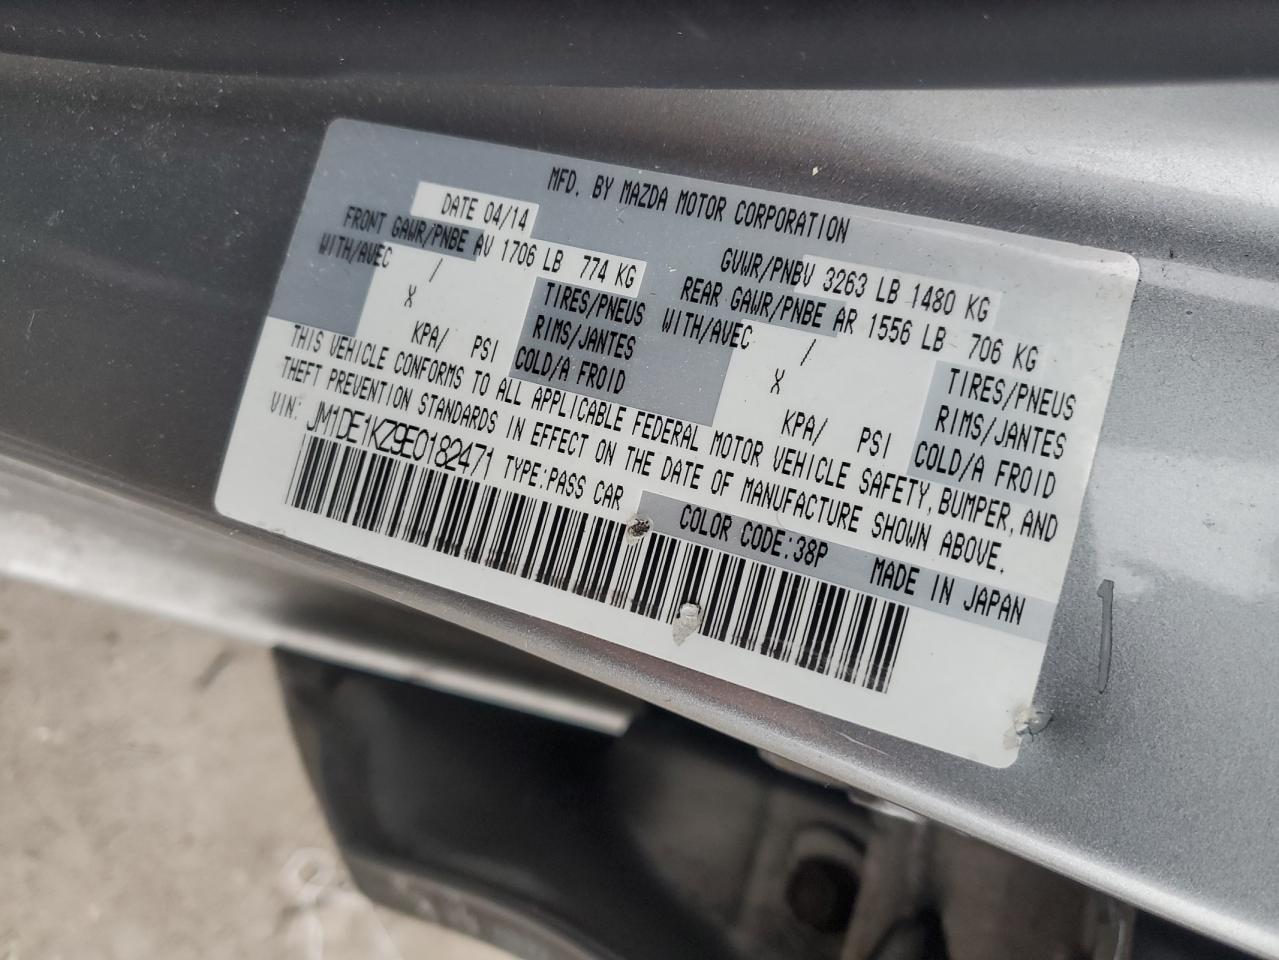 MFD. BY MAZDA MOTOR CORPORATION
DATE 04/14
GVWR/PNBV 3263 LB 1480 KG
FRONT GAWR/PNBE AV 1706 LB 774 KG
REAR GAWR/PNBE AR 1556 LB 706 KG
WITH/AVEC / TIRES/PNEUS
WITH/AVEC / TIRES/PNEUS
X RIMS/JANTES
X RIMS/JANTES
KPA/ PSI COLD/A FROID
KPA/ PSI COLD/A FROID
THIS VEHICLE CONFORMS TO ALL APPLICABLE FEDERAL MOTOR VEHICLE SAFETY, BUMPER, AND
THEFT PREVENTION STANDARDS IN EFFECT ON THE DATE OF MANUFACTURE SHOWN ABOVE.
VIN: JM1DE1KZ9E0182471 TYPE:PASS CAR
COLOR CODE:38P MADE IN JAPAN